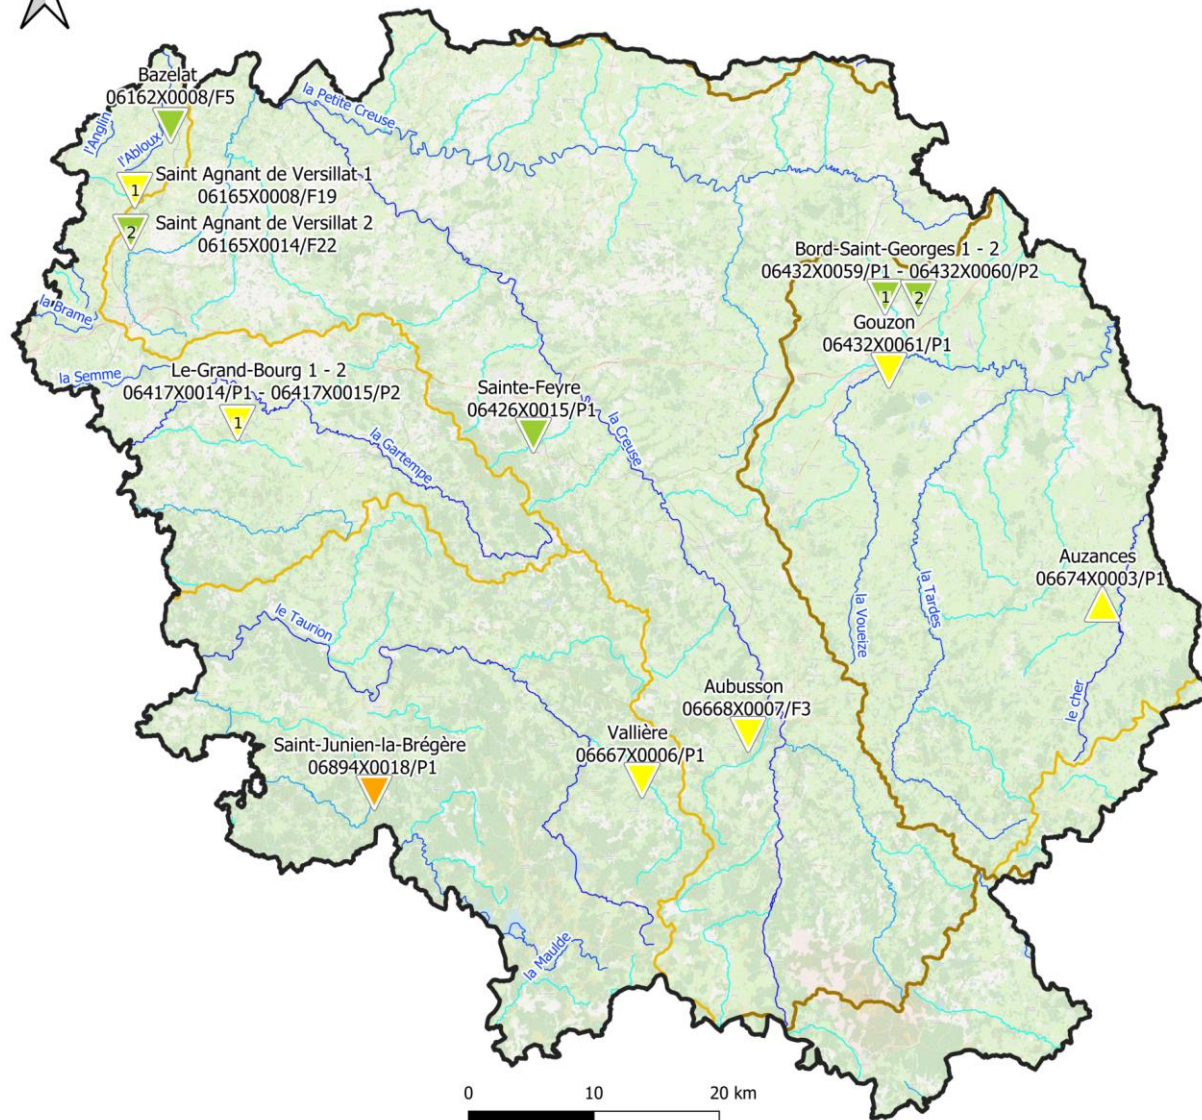 Bazelat
06162X0008/F5
la Petite Creuse
l'Anglin
l'Abloux
1
Saint Agnant de Versillat 1
06165X0008/F19
2
Saint Agnant de Versillat 2
06165X0014/F22
Bord-Saint-Georges 1 - 2
06432X0059/P1 - 06432X0060/P2
1
2
la Brame
Gouzon
06432X0061/P1
la Semme
Le-Grand-Bourg 1 - 2
06417X0014/P1 - 06417X0015/P2
1
Sainte-Feyre
06426X0015/P1
la Creuse
la Gartempe
Auzances
06674X0003/P1
la Voueize
la Tardes
le Taurion
Aubusson
06668X0007/F3
le cher
Vallière
06667X0006/P1
Saint-Junien-la-Brégère
06894X0018/P1
la Maulde
0 10 20 km